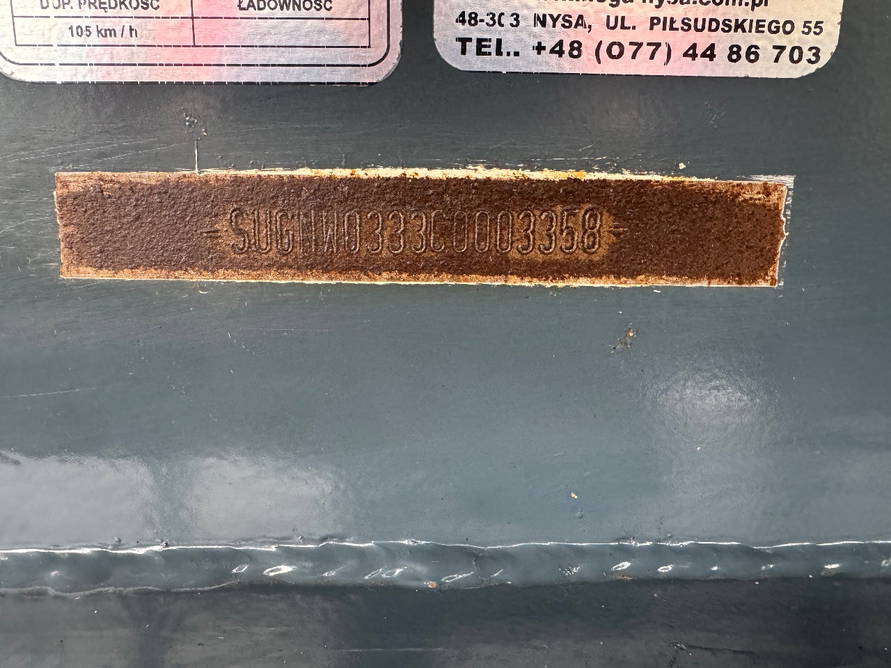 DOP. PRĘDKOŚĆ ŁADOWNOŚĆ
105 km / h
48-303 NYSA, UL. PIŁSUDSKIEGO 55
TEL.. +48 (077) 44 86 703
-SUGNW0333C0003358-